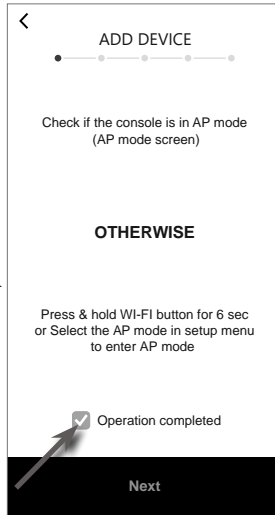 ADD DEVICE
Check if the console is in AP mode
(AP mode screen)
OTHERWISE
Press & hold WI-FI button for 6 sec
or Select the AP mode in setup menu
to enter AP mode
Operation completed
Next